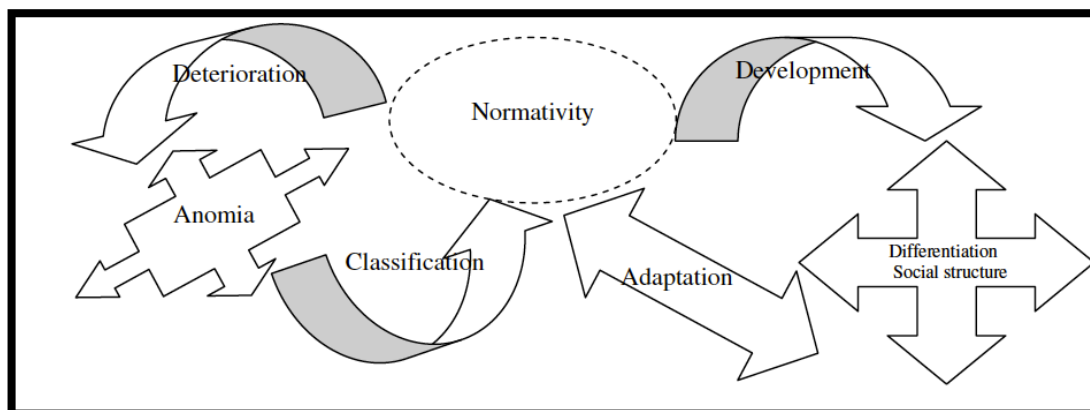 Deterioration
Normativity
Development
Anomia
Classification
Adaptation
Differentiation
Social structure